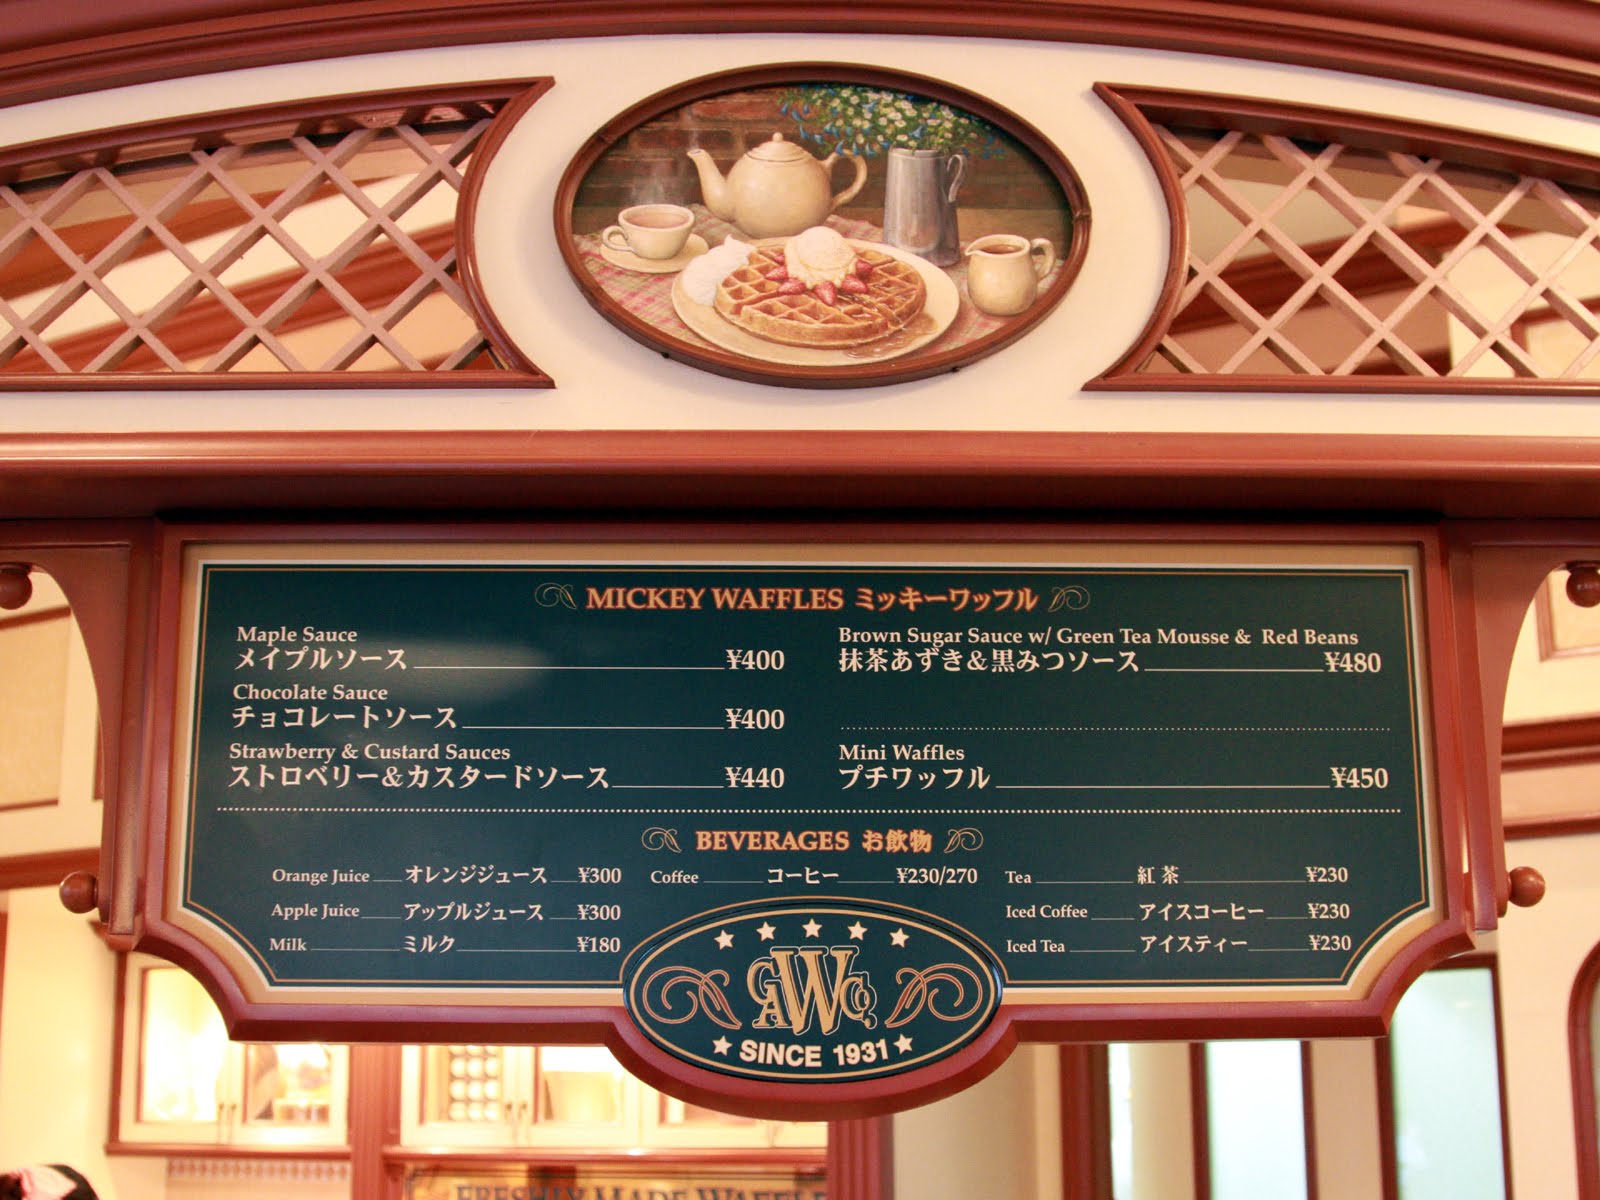 MICKEY WAFFLES ミッキーワッフル
Maple Sauce
メイプルソース ¥400
Chocolate Sauce
チョコレートソース ¥400
Strawberry & Custard Sauces
ストロベリー&カスタードソース ¥440
Brown Sugar Sauce w/ Green Tea Mousse & Red Beans
抹茶あずき&黒みつソース ¥480
Mini Waffles
プチワッフル ¥450
BEVERAGES お飲物
Orange Juice オレンジジュース ¥300
Apple Juice アップルジュース ¥300
Milk ミルク ¥180
Coffee コーヒー ¥230/270
Tea 紅茶 ¥230
Iced Coffee アイスコーヒー ¥230
Iced Tea アイスティー ¥230
GAWCo.
SINCE 1931
FRESHLY MADE WAFFLE